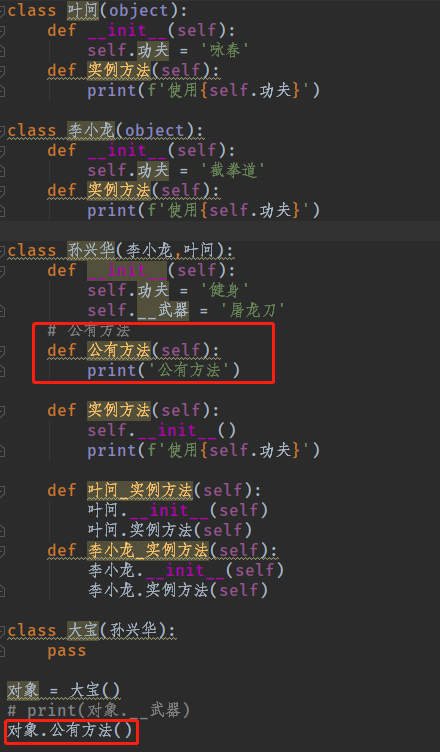 class 叶问(object):
    def __init__(self):
        self.功夫 = '咏春'
    def 实例方法(self):
        print(f'使用{self.功夫}')
class 李小龙(object):
    def __init__(self):
        self.功夫 = '截拳道'
    def 实例方法(self):
        print(f'使用{self.功夫}')
class 孙兴华(李小龙,叶问):
    def __init__(self):
        self.功夫 = '健身'
        self.__武器 = '屠龙刀'
    # 公有方法
    def 公有方法(self):
        print('公有方法')
    def 实例方法(self):
        self.__init__()
        print(f'使用{self.功夫}')
    def 叶问_实例方法(self):
        叶问.__init__(self)
        叶问.实例方法(self)
    def 李小龙_实例方法(self):
        李小龙.__init__(self)
        李小龙.实例方法(self)
class 大宝(孙兴华):
    pass
对象 = 大宝()
# print(对象.__武器)
对象.公有方法()